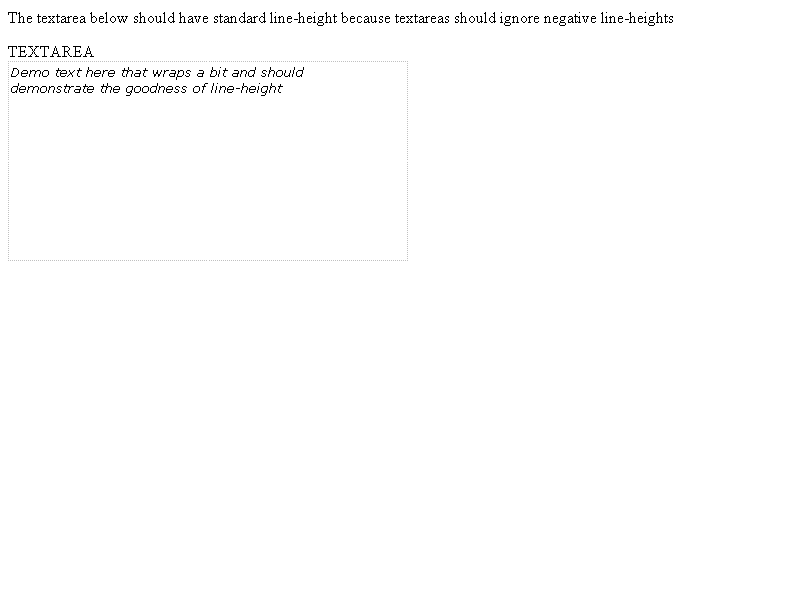 The textarea below should have standard line-height because textareas should ignore negative line-heights
TEXTAREA
Demo text here that wraps a bit and should
demonstrate the goodness of line-height